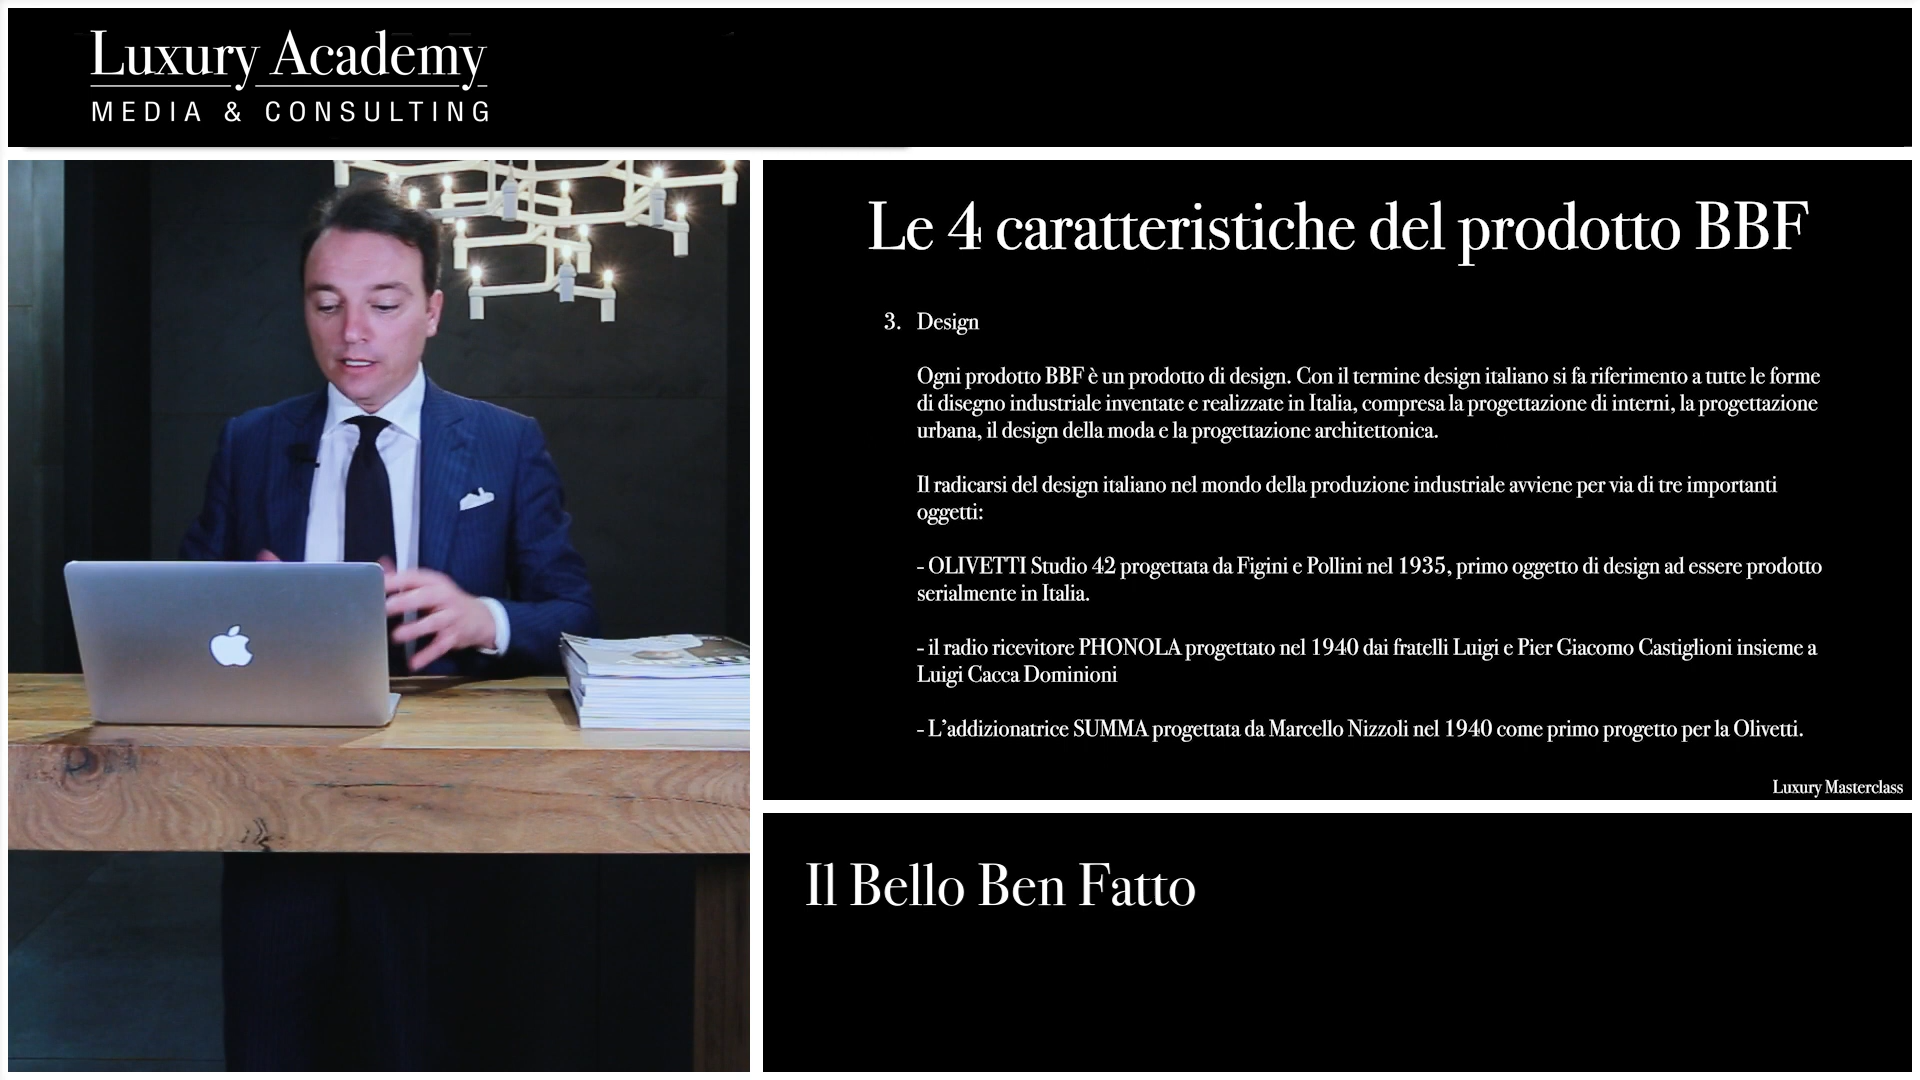 Luxury Academy
MEDIA & CONSULTING
Le 4 caratteristiche del prodotto BBF
3. Design
Ogni prodotto BBF è un prodotto di design. Con il termine design italiano si fa riferimento a tutte le forme
di disegno industriale inventate e realizzate in Italia, compresa la progettazione di interni, la progettazione
urbana, il design della moda e la progettazione architettonica.
Il radicarsi del design italiano nel mondo della produzione industriale avviene per via di tre importanti
oggetti:
- OLIVETTI Studio 42 progettata da Figini e Pollini nel 1935, primo oggetto di design ad essere prodotto
serialmente in Italia.
- il radio ricevitore PHONOLA progettato nel 1940 dai fratelli Luigi e Pier Giacomo Castiglioni insieme a
Luigi Cacca Dominioni
- L'addizionatrice SUMMA progettata da Marcello Nizzoli nel 1940 come primo progetto per la Olivetti.
Luxury Masterclass
Il Bello Ben Fatto